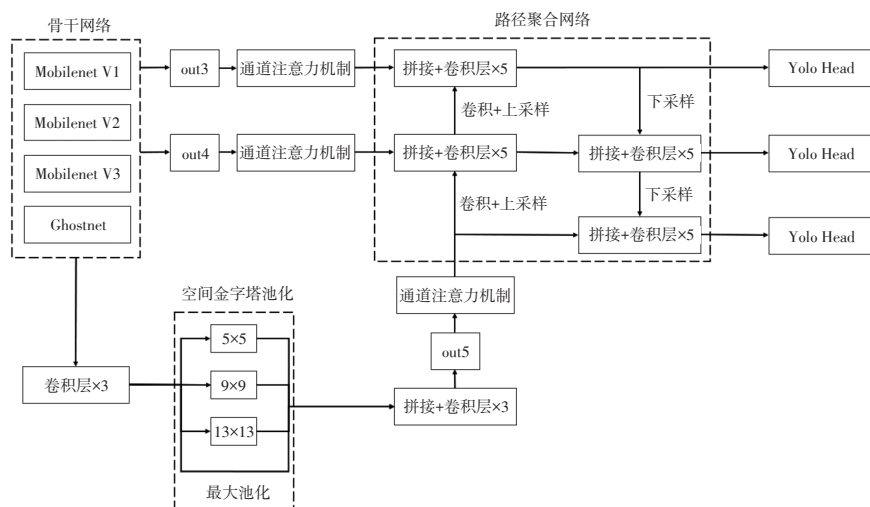 骨干网络
路径聚合网络
Mobilenet V1
out3
通道注意力机制
拼接+卷积层×5
Yolo Head
卷积+上采样
下采样
Mobilenet V2
Mobilenet V3
out4
通道注意力机制
拼接+卷积层×5
拼接+卷积层×5
Yolo Head
卷积+上采样
下采样
Ghostnet
拼接+卷积层×5
Yolo Head
空间金字塔池化
通道注意力机制
5×5
out5
卷积层×3
9×9
拼接+卷积层×3
13×13
最大池化